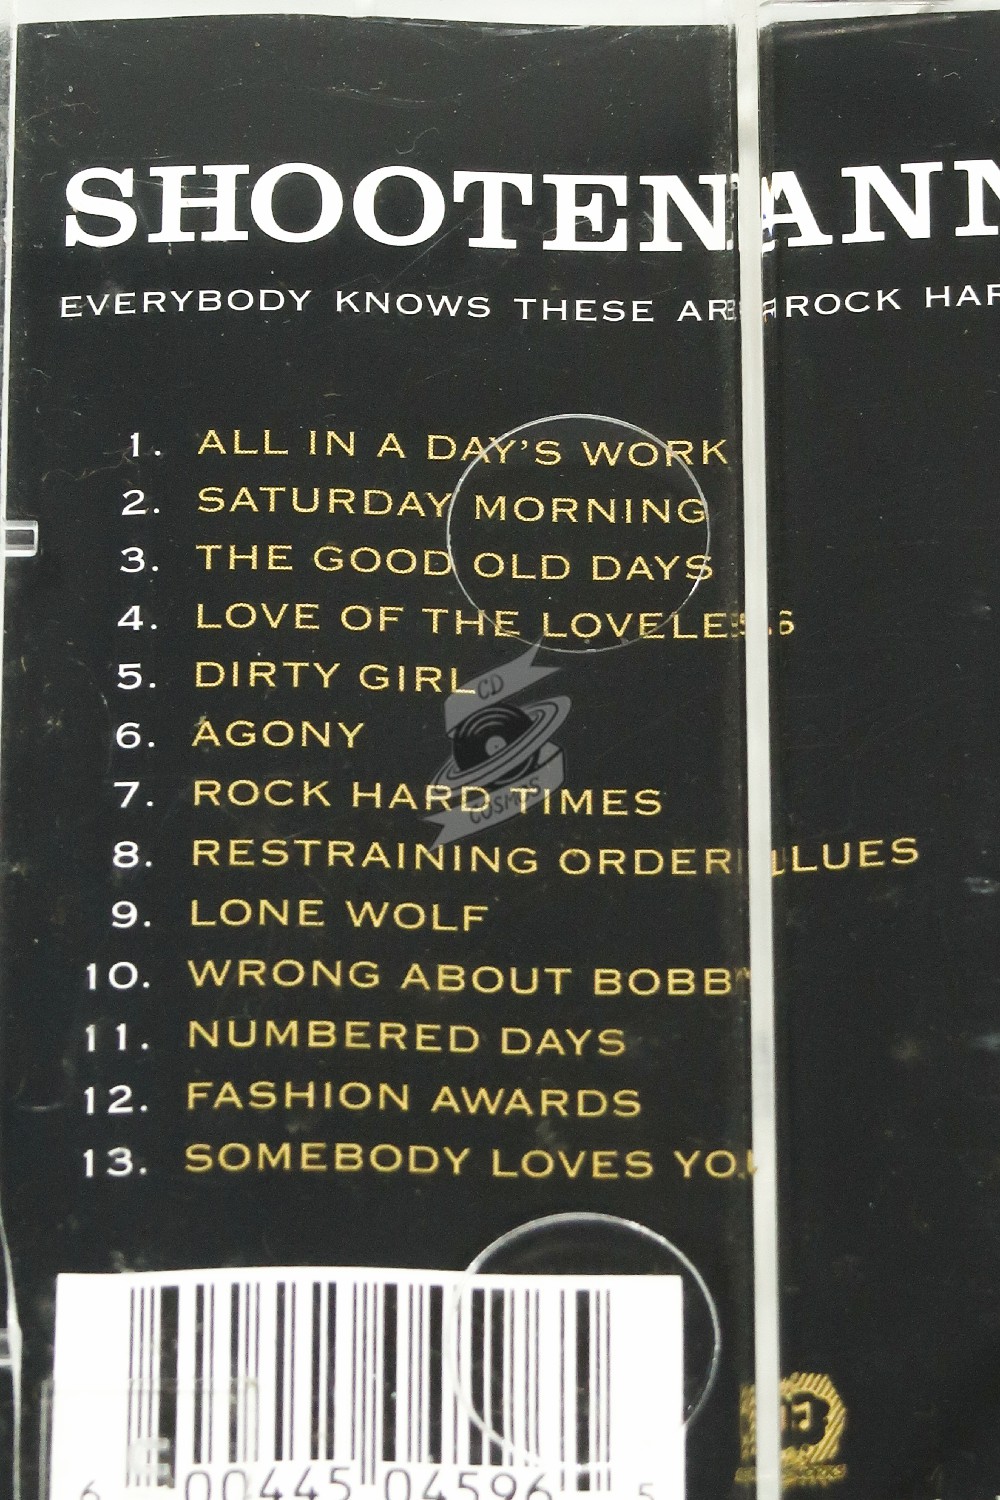 SHOOTENANN
EVERYBODY KNOWS THESE ARE ROCK HAR
1. ALL IN A DAY'S WORK
2. SATURDAY MORNING
3. THE GOOD OLD DAYS
4. LOVE OF THE LOVELESS
5. DIRTY GIRL
CD
6. AGONY
7. ROCK HARD TIMES
COSMOS
8. RESTRAINING ORDER BLUES
9. LONE WOLF
10. WRONG ABOUT BOBBY
11. NUMBERED DAYS
12. FASHION AWARDS
13. SOMEBODY LOVES YOU
6 00445 04596 5